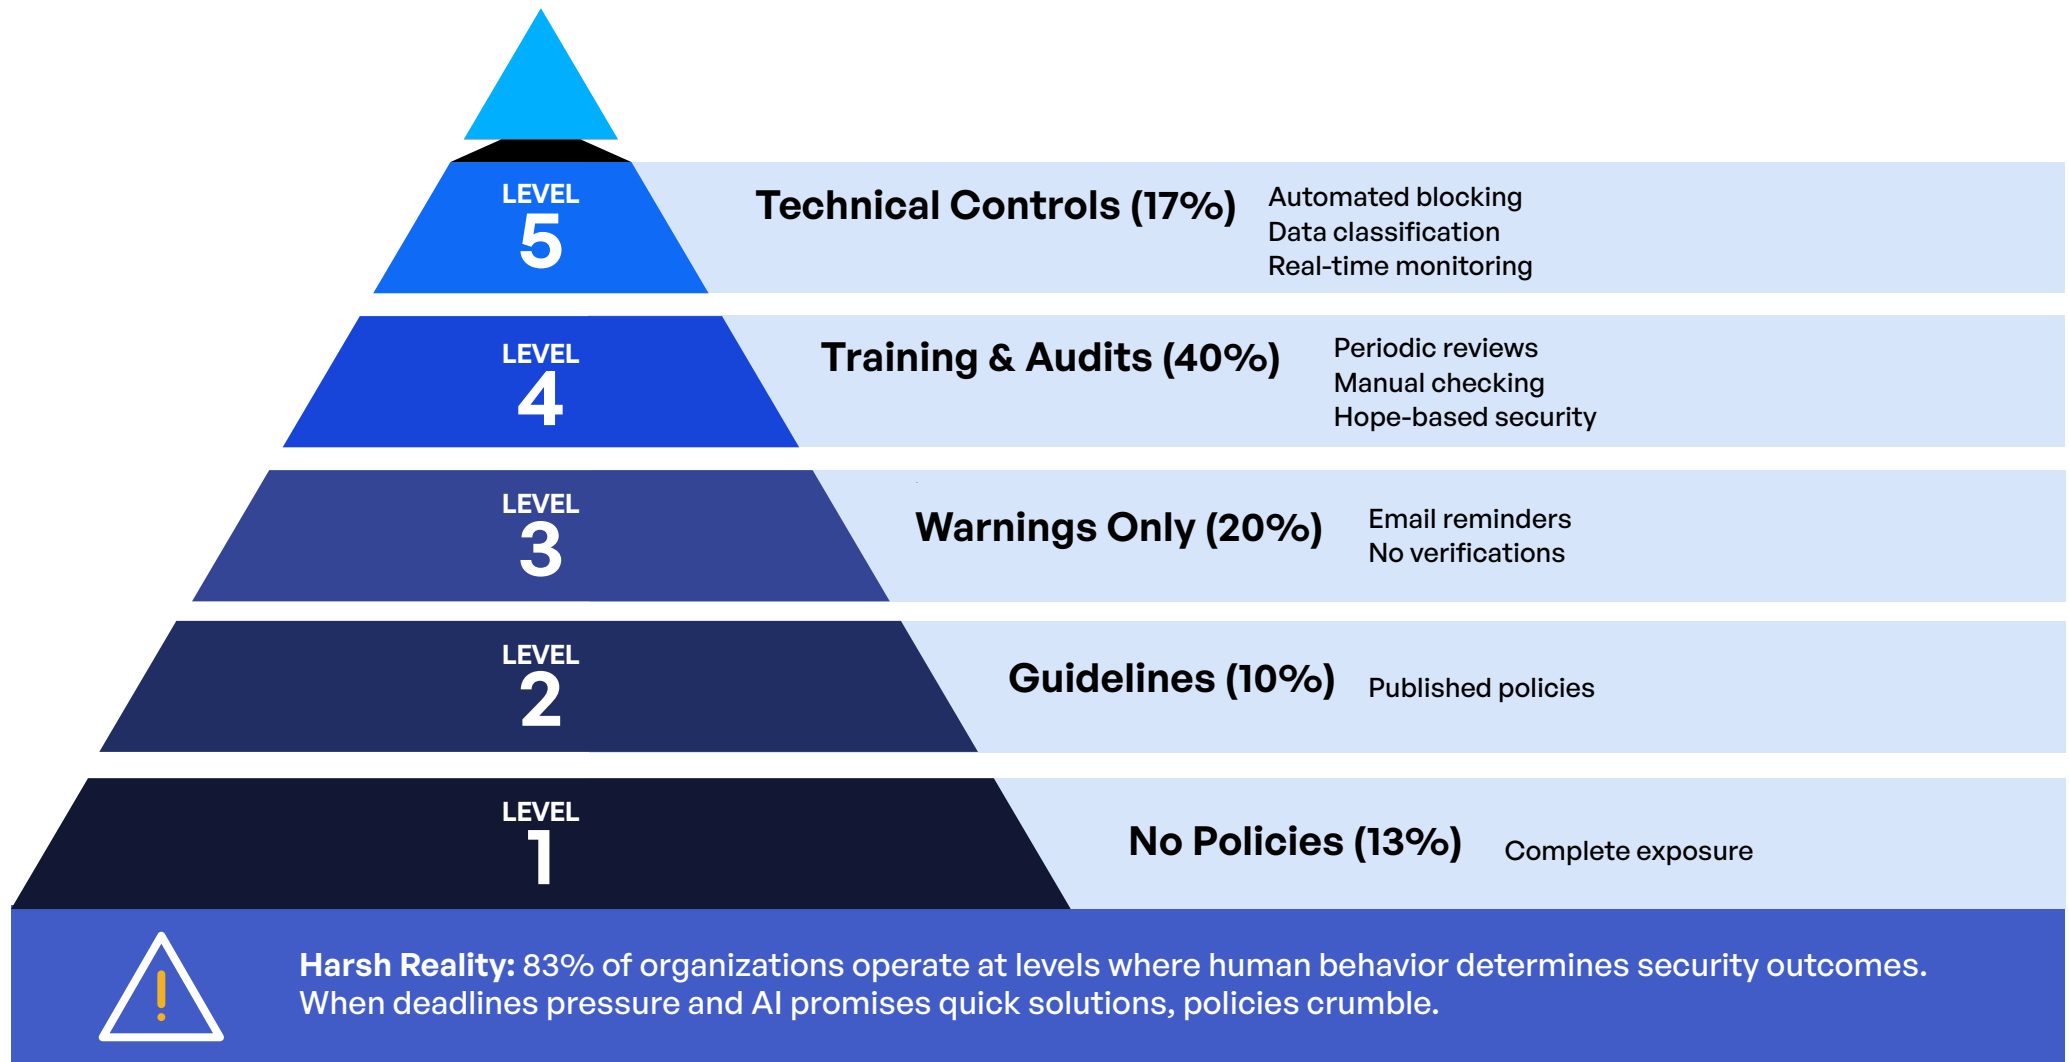 LEVEL
5
Technical Controls (17%)
Automated blocking
Data classification
Real-time monitoring
LEVEL
4
Training & Audits (40%)
Periodic reviews
Manual checking
Hope-based security
LEVEL
3
Warnings Only (20%)
Email reminders
No verifications
LEVEL
2
Guidelines (10%)
Published policies
LEVEL
1
No Policies (13%)
Complete exposure
Harsh Reality: 83% of organizations operate at levels where human behavior determines security outcomes.
When deadlines pressure and AI promises quick solutions, policies crumble.